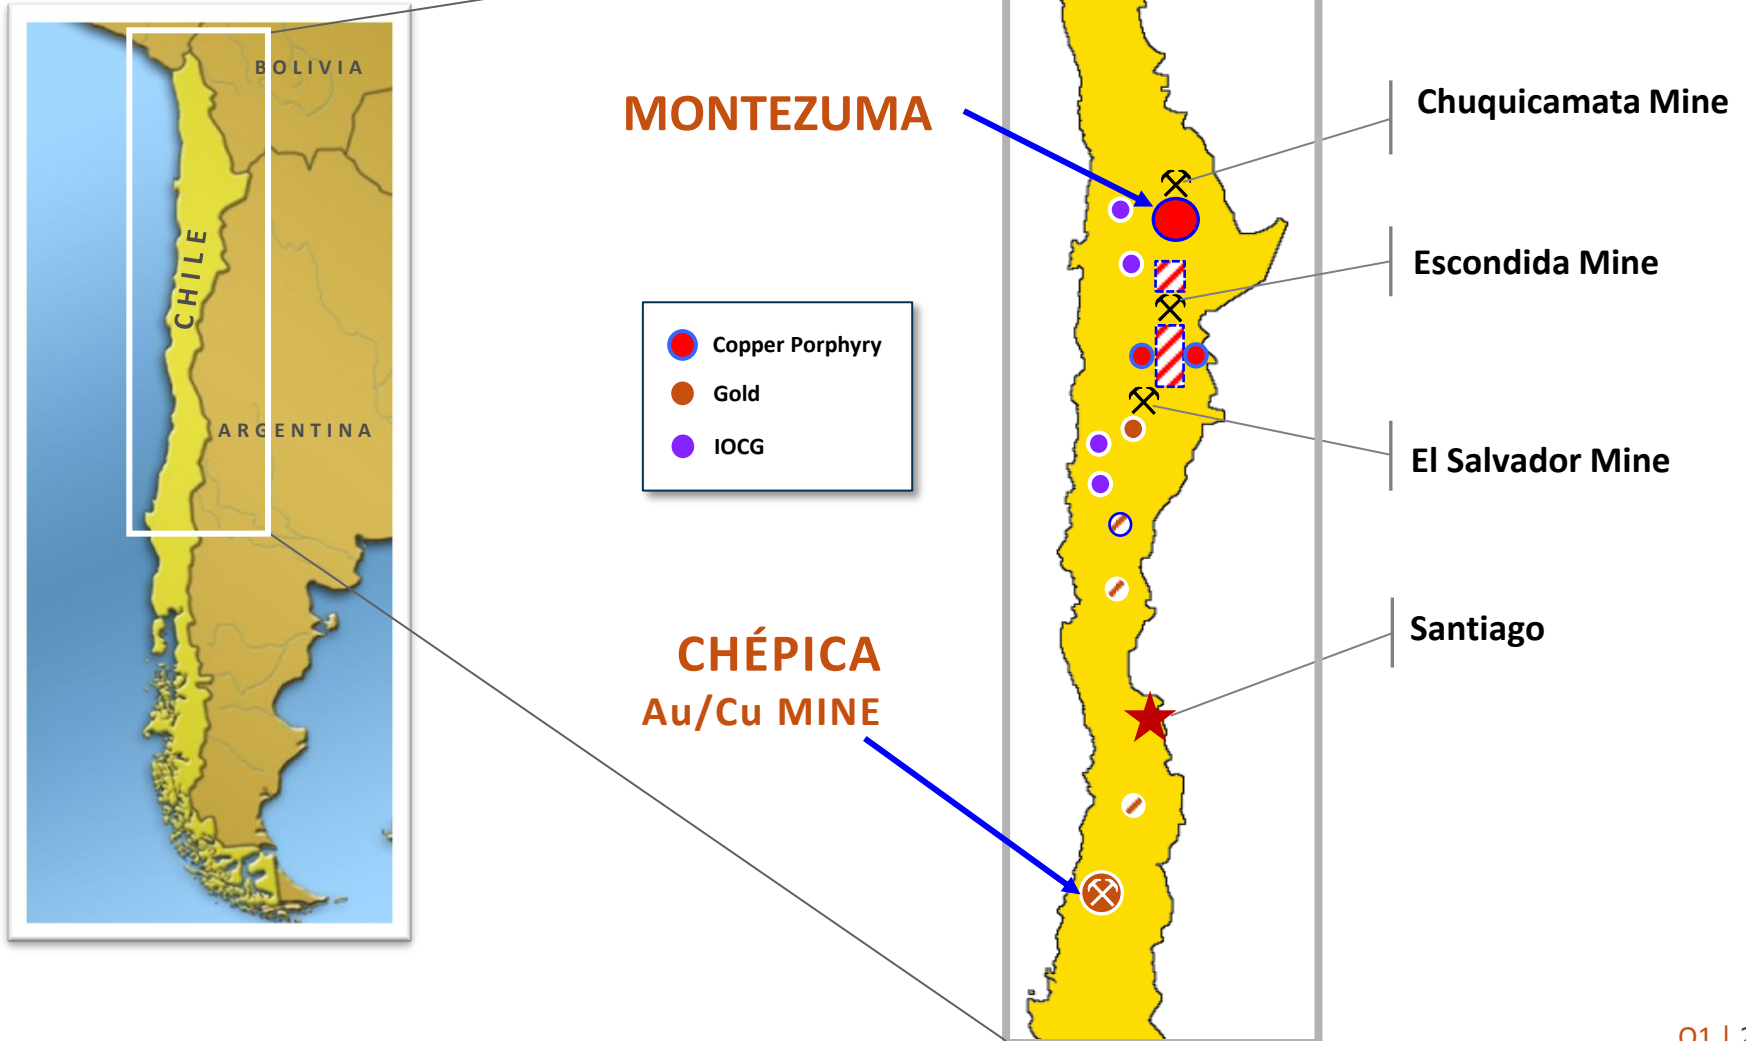 BOLIVIA
CHILE
ARGENTINA
MONTEZUMA
Copper Porphyry
Gold
IOCG
CHÉPICA
Au/Cu MINE
Chuquicamata Mine
Escondida Mine
El Salvador Mine
Santiago